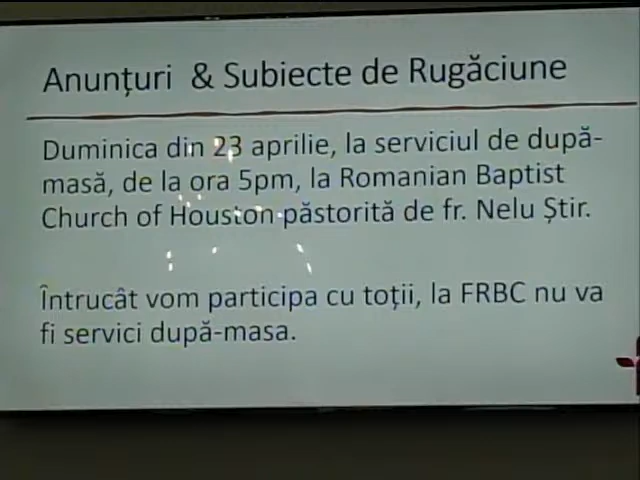 Anunțuri & Subiecte de Rugăciune
Duminica din 23 aprilie, la serviciul de după-
masă, de la ora 5pm, la Romanian Baptist
Church of Houston păstorită de fr. Nelu Știr.
Întrucât vom participa cu toții, la FRBC nu va
fi servici după-masa.